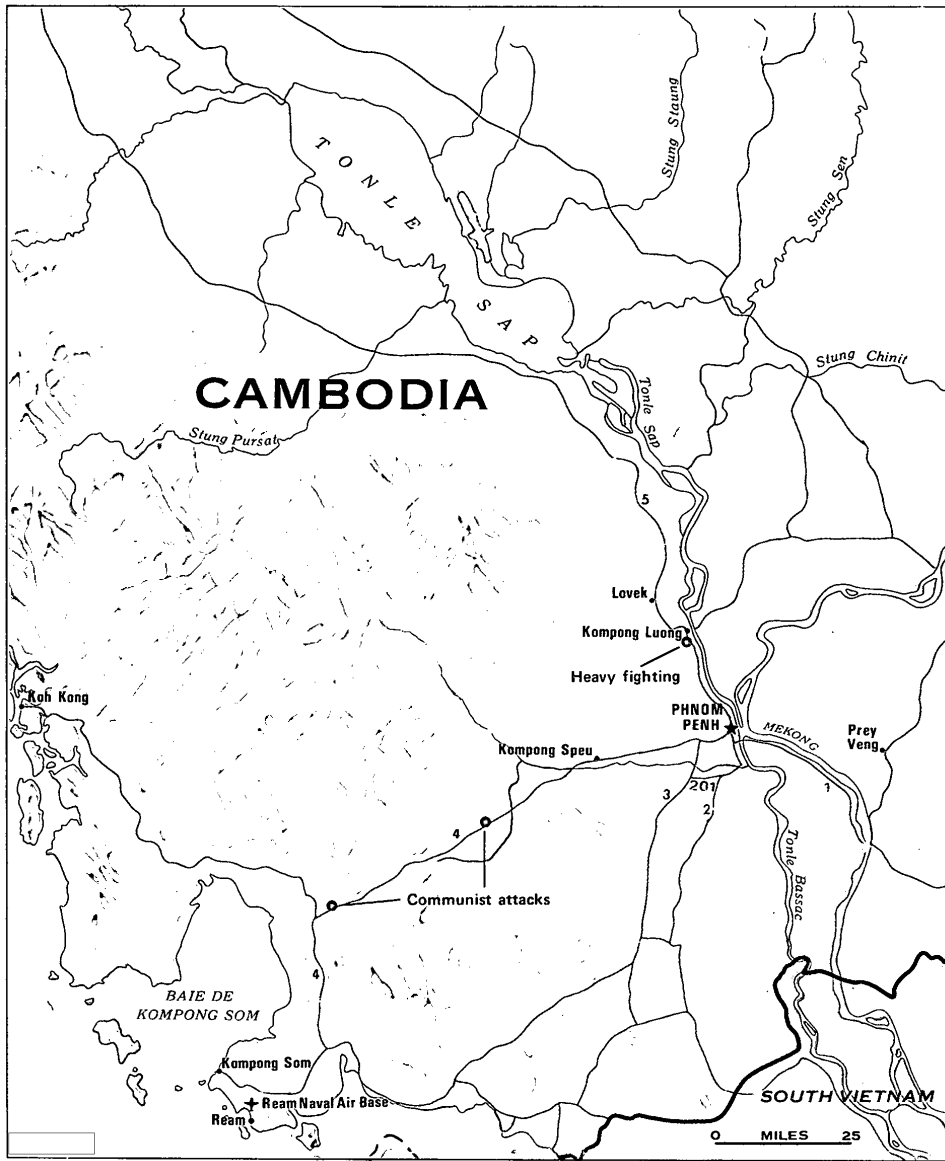 Stung Staung
Stung Sen
TONLE
SAP
Stung Chinit
CAMBODIA
Tonle Sap
Stung Pursat
5
Lovek
Kompong Luong
Heavy fighting
Kah Kong
PHNOM
PENH
MEKONG
Prey
Veng
Kompong Speu
201
3
2
1
4
Tonle Bassac
Communist attacks
4
BAIE DE
KOMPONG SOM
Kompong Som
Ream Naval Air Base
Ream
SOUTH VIETNAM
0 MILES 25